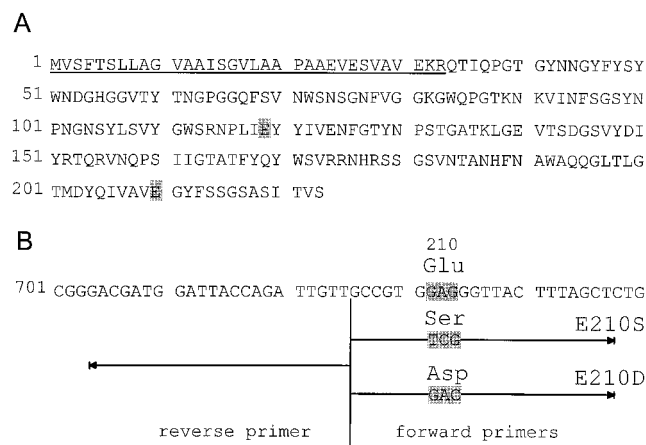 A
1 MVSFTSLLAG VAAISGVLAA PAAEVESVAV EKRQTIQPGT GYNNGYFYSY
51 WNDGHGGVTY TNGPGGQFSV NWSNSGNFVG GKGWQPGTKN KVINFSGSYN
101 PNGNSYLSVY GWSRNPLIEY YIVENFGTYN PSTGATKLGE VTSDGSVYDI
151 YRTQRVNQPS IIGTATFYQY WSVRRNHRSS GSVNTANHFN AWAQQGLTLG
201 TMDYQIVAVE GYFSSGSASI TVS
B
210
Glu
701 CGGGACGATG GATTACCAGA TTGTTGCCGT GGAGGGTTAC TTTAGCTCTG
Ser
TCG
E210S
Asp
GAC
E210D
reverse primer
forward primers